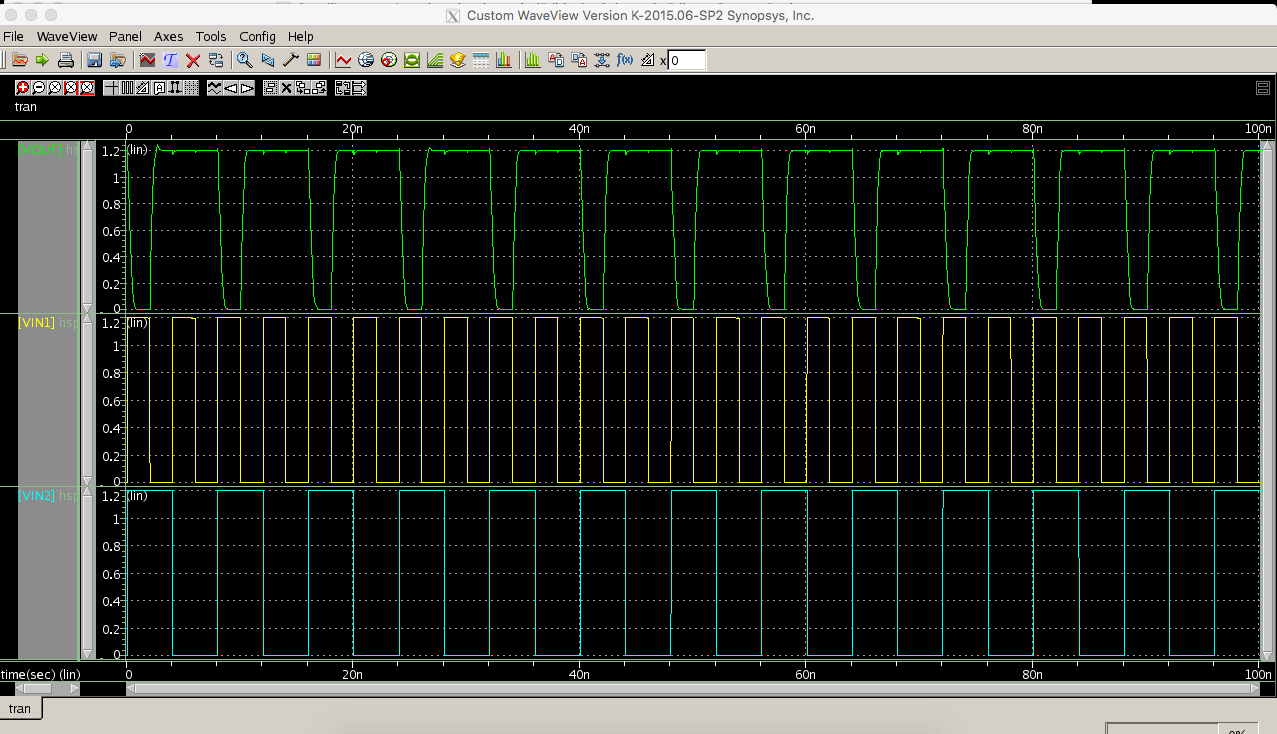 Custom WaveView Version K-2015.06-SP2 Synopsys, Inc.
File WaveView Panel Axes Tools Config Help
x 0
tran
0 20n 40n 60n 80n 100n
1.2 (lin)
1
0.8
0.6
0.4
0.2
0
[VIN1] hsp 1.2 (lin)
1
0.8
0.6
0.4
0.2
0
[VIN2] hsp 1.2 (lin)
1
0.8
0.6
0.4
0.2
0
time(sec) (lin) 0 20n 40n 60n 80n 100n
tran